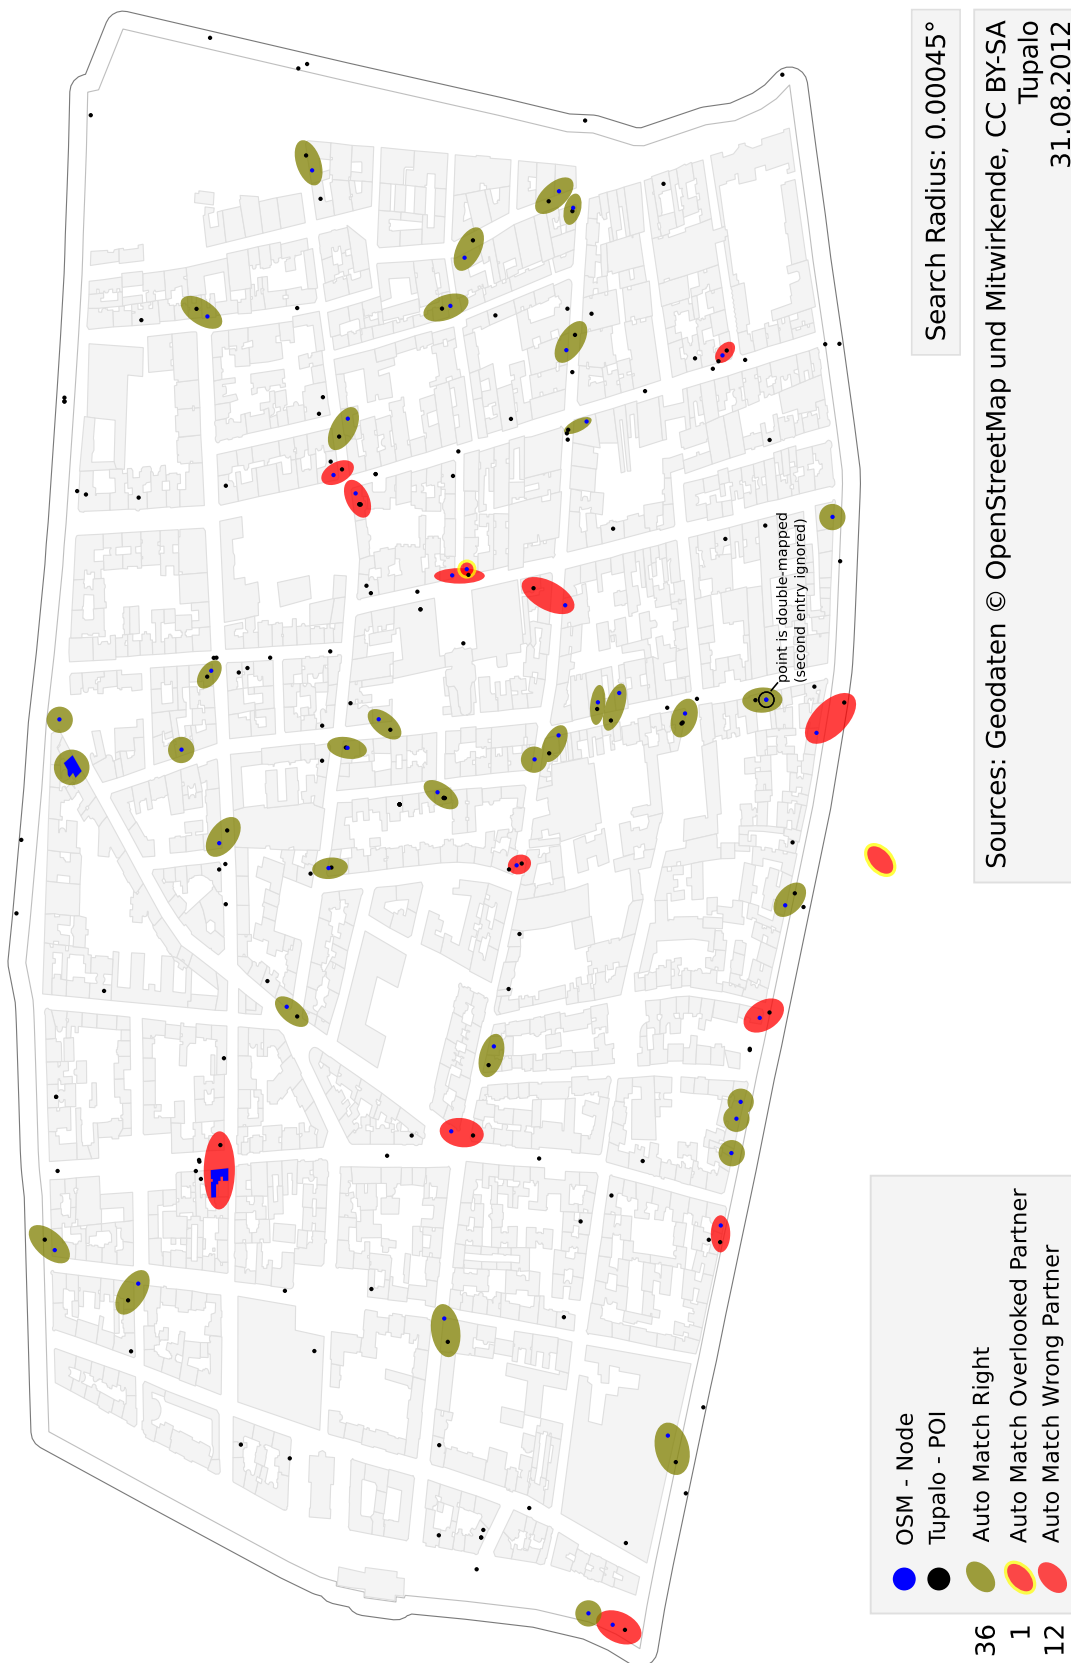 Search Radius: 0.00045°
Sources: Geodaten © OpenStreetMap und Mitwirkende, CC BY-SA
Tupalo
31.08.2012
point is double-mapped
(second entry ignored)
OSM - Node
Tupalo - POI
36 Auto Match Right
1 Auto Match Overlooked Partner
12 Auto Match Wrong Partner